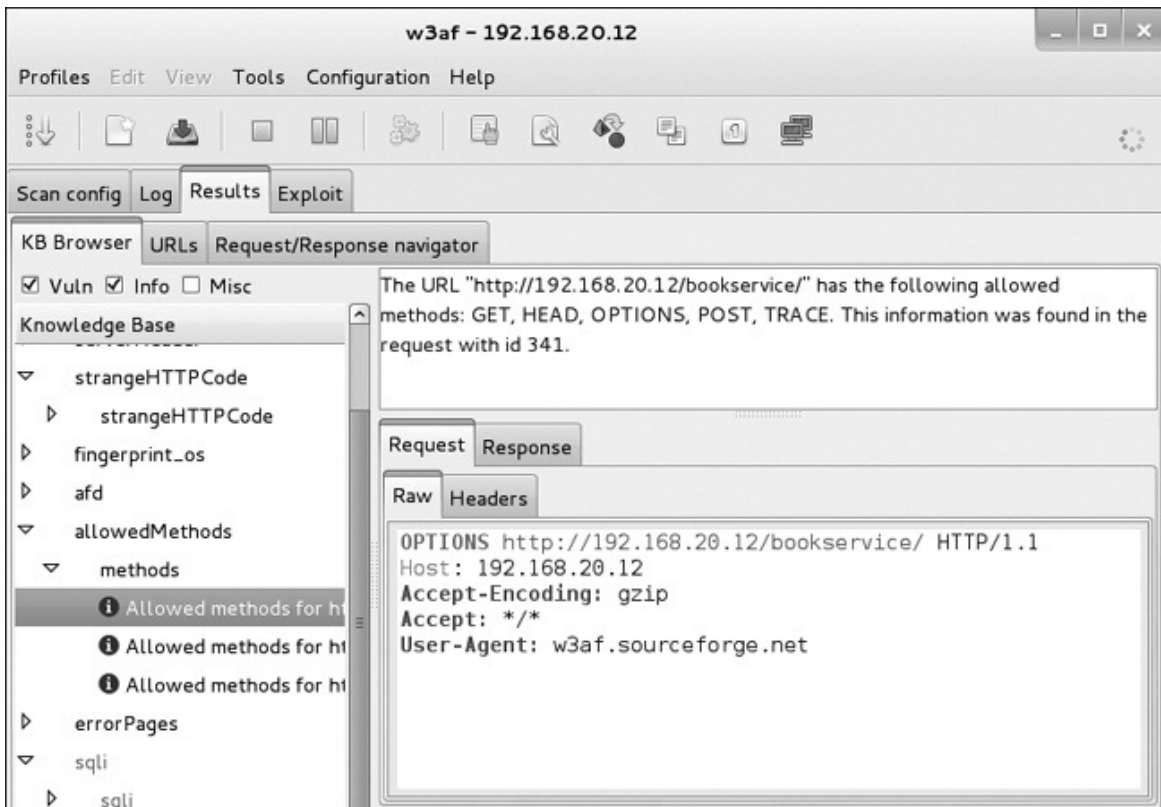 w3af – 192.168.20.12
Profiles Edit View Tools Configuration Help
Scan config Log Results Exploit
KB Browser URLs Request/Response navigator
Vuln Info Misc
Knowledge Base
strangeHTTPCode
strangeHTTPCode
fingerprint_os
afd
allowedMethods
methods
Allowed methods for ht
Allowed methods for ht
Allowed methods for ht
errorPages
sqli
sqli
The URL "http://192.168.20.12/bookservice/" has the following allowed
methods: GET, HEAD, OPTIONS, POST, TRACE. This information was found in the
request with id 341.
Request Response
Raw Headers
OPTIONS http://192.168.20.12/bookservice/ HTTP/1.1
Host: 192.168.20.12
Accept-Encoding: gzip
Accept: */*
User-Agent: w3af.sourceforge.net